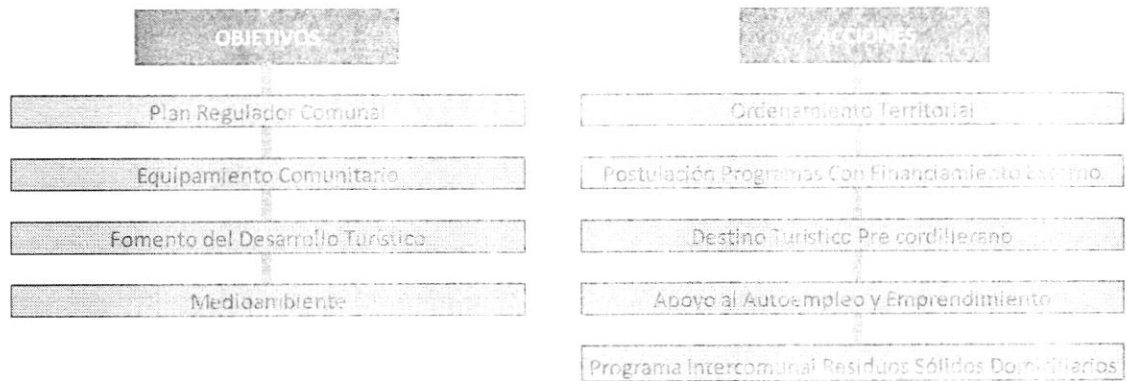 OBJETIVOS
Plan Regulador Comunal
Equipamiento Comunitario
Fomento del Desarrollo Turístico
Medioambiente
ACCIONES
Ordenamiento Territorial
Postulación Programas Con Financiamiento Externo.
Destino Turístico Pre cordillerano
Apoyo al Autoempleo y Emprendimiento
Programa Intercomunal Residuos Sólidos Domiciliarios